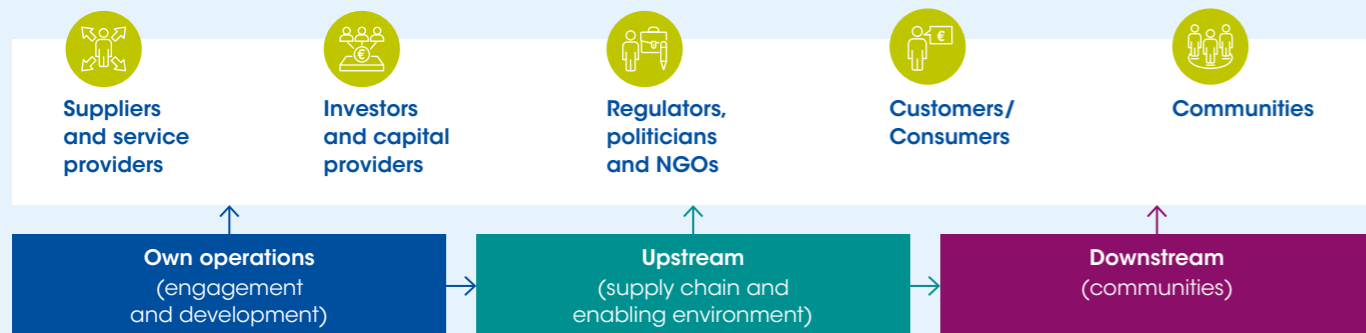 €
€
Suppliers
and service
providers
Investors
and capital
providers
Regulators,
politicians
and NGOs
Customers/
Consumers
Communities
Own operations
(engagement
and development)
Upstream
(supply chain and
enabling environment)
Downstream
(communities)